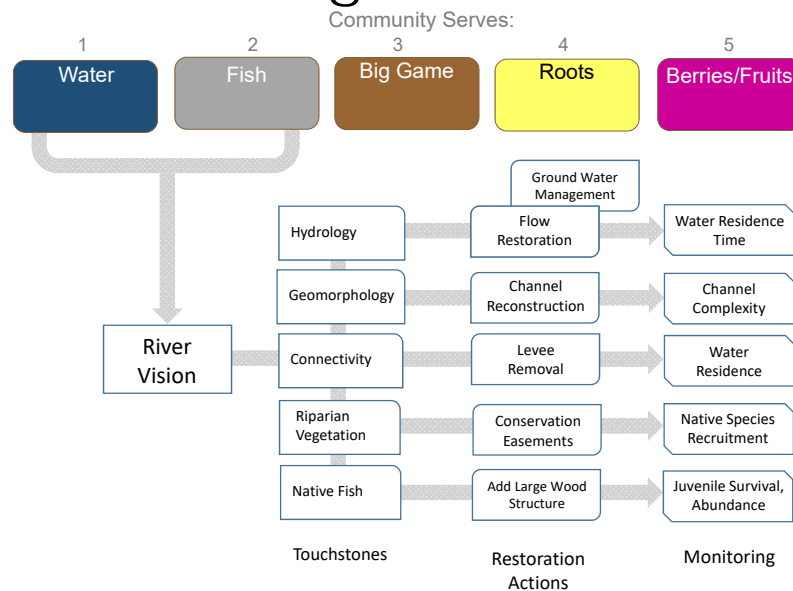 Community Serves:
1
2
3
4
5
Water
Fish
Big Game
Roots
Berries/Fruits
Ground Water
Management
Hydrology
Flow
Restoration
Water Residence
Time
Geomorphology
Channel
Reconstruction
Channel
Complexity
River
Vision
Connectivity
Levee
Removal
Water
Residence
Riparian
Vegetation
Conservation
Easements
Native Species
Recruitment
Native Fish
Add Large Wood
Structure
Juvenile Survival,
Abundance
Touchstones
Restoration
Actions
Monitoring